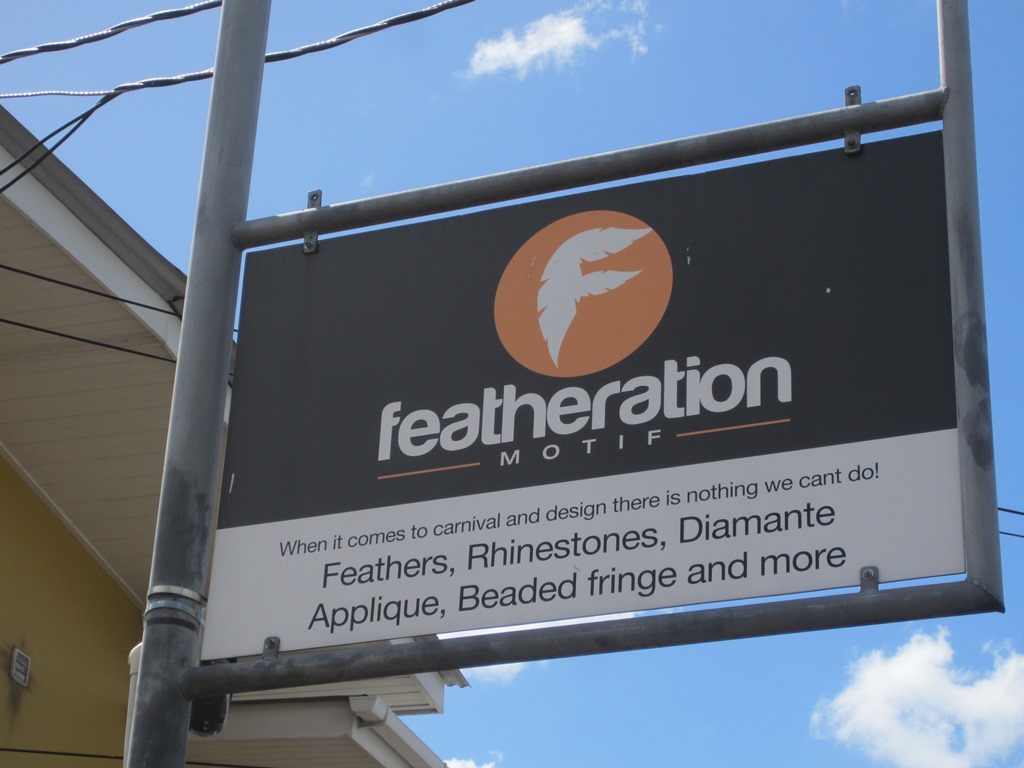 featheration
MOTIF
When it comes to carnival and design there is nothing we cant do!
Feathers, Rhinestones, Diamante
Applique, Beaded fringe and more